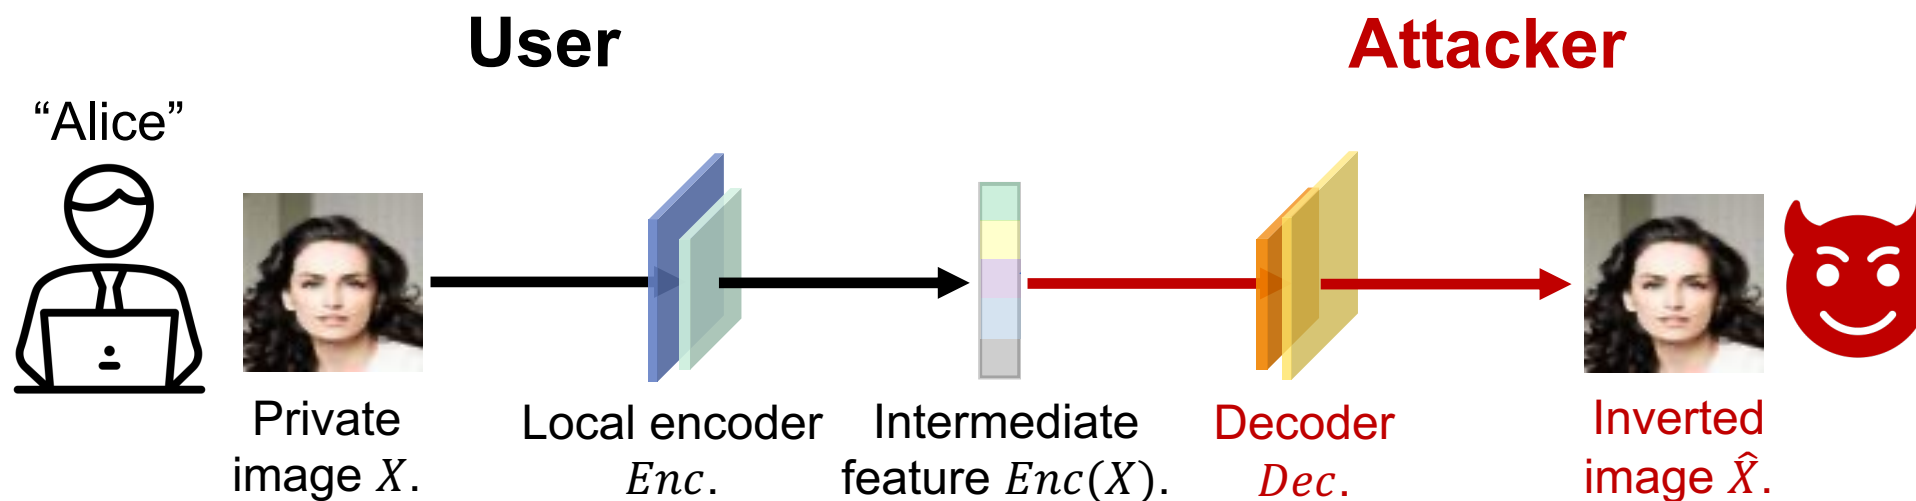 User
Attacker
“Alice”
Private
image X.
Local encoder
Enc.
Intermediate
feature Enc(X).
Decoder
Dec.
Inverted
image X̂.